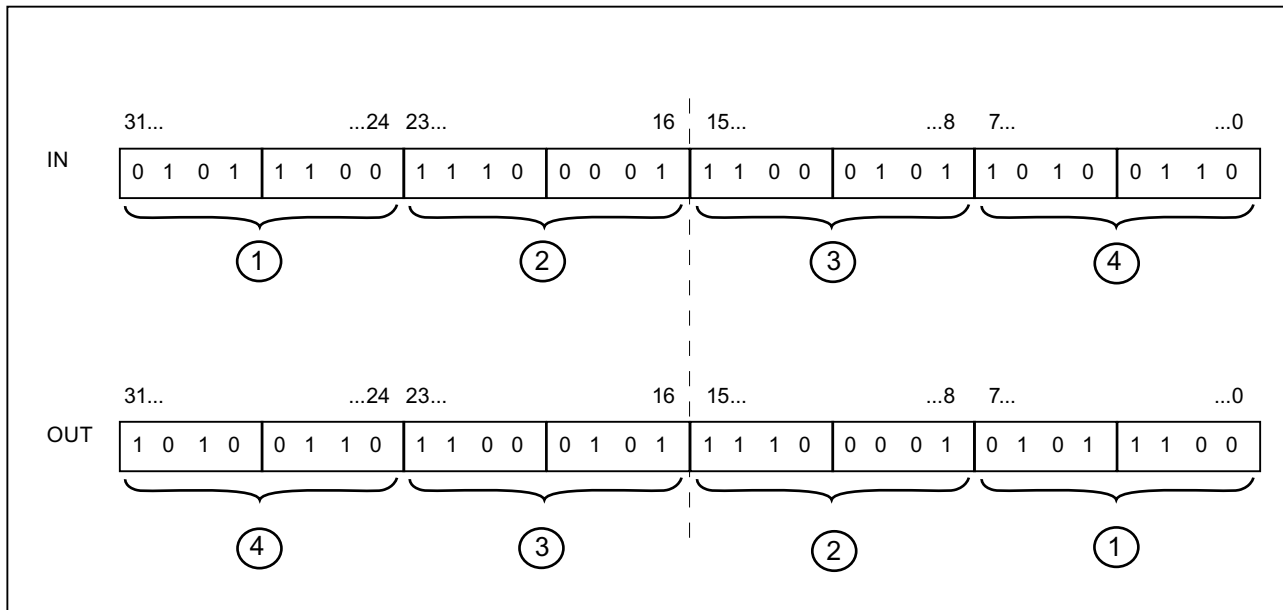 31... ...24 23... 16 15... ...8 7... ...0
IN 0 1 0 1 1 1 0 0 1 1 1 0 0 0 0 1 1 1 0 0 0 1 0 1 1 0 1 0 0 1 1 0
1 2 3 4
31... ...24 23... 16 15... ...8 7... ...0
OUT 1 0 1 0 0 1 1 0 1 1 0 0 0 1 0 1 1 1 1 0 0 0 0 1 0 1 0 1 1 1 0 0
4 3 2 1